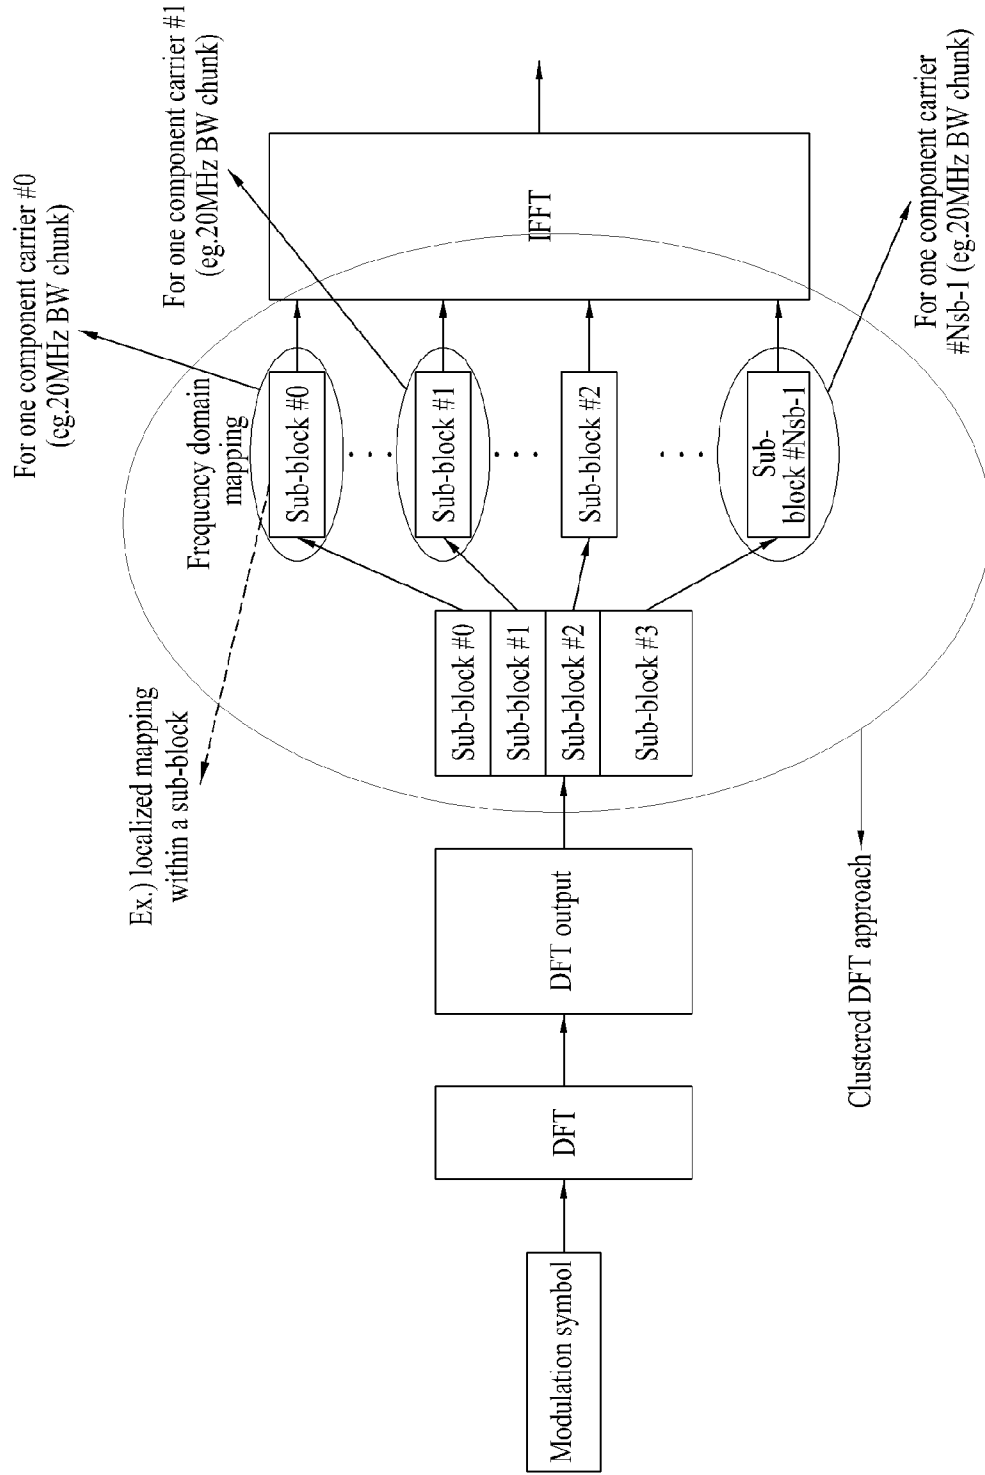 For one component carrier #0
(eg.20MHz BW chunk)
For one component carrier #1
(eg.20MHz BW chunk)
Frequency domain
mapping
Ex.) localized mapping
within a sub-block
Modulation symbol
DFT
DFT output
Sub-block #0
Sub-block #1
Sub-block #2
Sub-block #3
Sub-block #0
Sub-block #1
Sub-block #2
Sub-
block #Nsb-1
IFFT
For one component carrier
#Nsb-1 (eg.20MHz BW chunk)
Clustered DFT approach